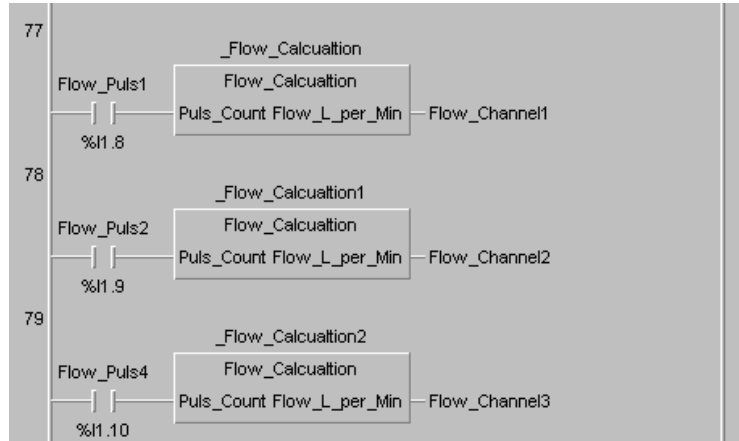 77
_Flow_Calcualtion
Flow_Puls1 Flow_Calcualtion
Puls_Count Flow_L_per_Min Flow_Channel1
%I1.8
78
_Flow_Calcualtion1
Flow_Puls2 Flow_Calcualtion
Puls_Count Flow_L_per_Min Flow_Channel2
%I1.9
79
_Flow_Calcualtion2
Flow_Puls4 Flow_Calcualtion
Puls_Count Flow_L_per_Min Flow_Channel3
%I1.10